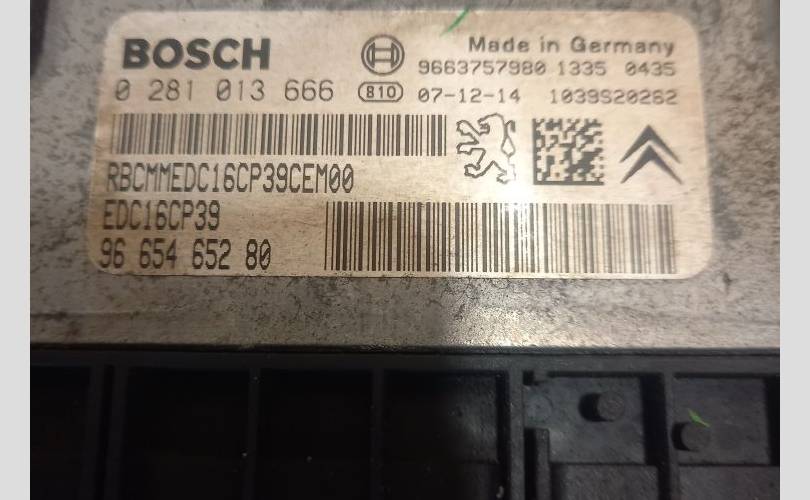 BOSCH
Made in Germany
9663757980 1335 0435
0 281 013 666 810 07-12-14 1039S20262
RBCMMEDC16CP39CEM00
EDC16CP39
96 654 652 80